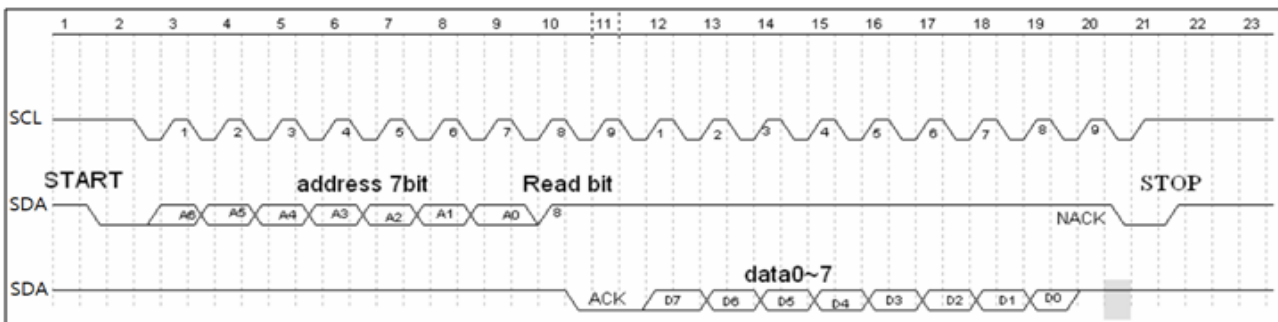 1 2 3 4 5 6 7 8 9 10 11 12 13 14 15 16 17 18 19 20 21 22 23
SCL 1 2 3 4 5 6 7 8 9 1 2 3 4 5 6 7 8 9
START address 7bit Read bit STOP
SDA A6 A5 A4 A3 A2 A1 A0 8 NACK
data0~7
SDA ACK D7 D6 D5 D4 D3 D2 D1 D0